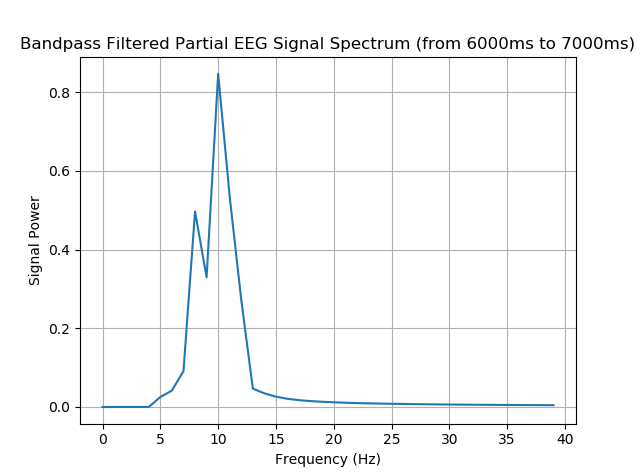 Bandpass Filtered Partial EEG Signal Spectrum (from 6000ms to 7000ms)
0.8
0.6
0.4
0.2
0.0
Signal Power
0 5 10 15 20 25 30 35 40
Frequency (Hz)